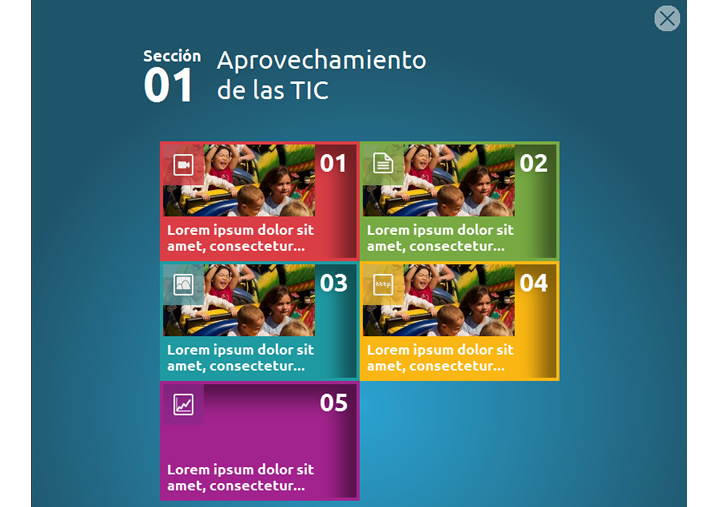 Sección
01
Aprovechamiento
de las TIC
01
Lorem ipsum dolor sit
amet, consectetur...
02
Lorem ipsum dolor sit
amet, consectetur...
03
Lorem ipsum dolor sit
amet, consectetur...
http:
04
Lorem ipsum dolor sit
amet, consectetur...
05
Lorem ipsum dolor sit
amet, consectetur...